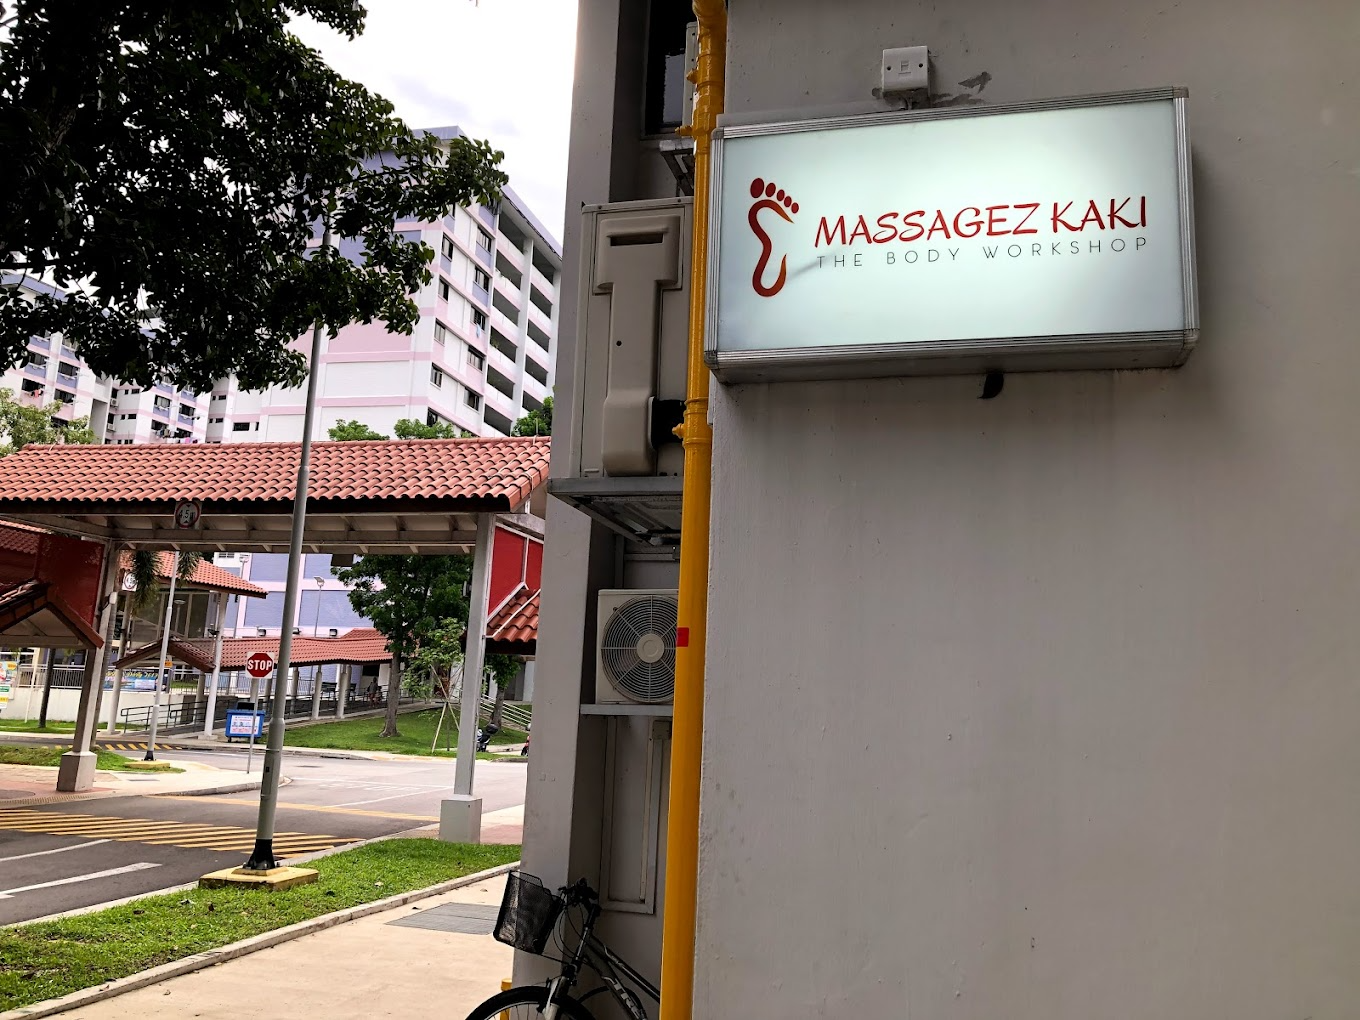 MASSAGEZ KAKI
THE BODY WORKSHOP
STOP